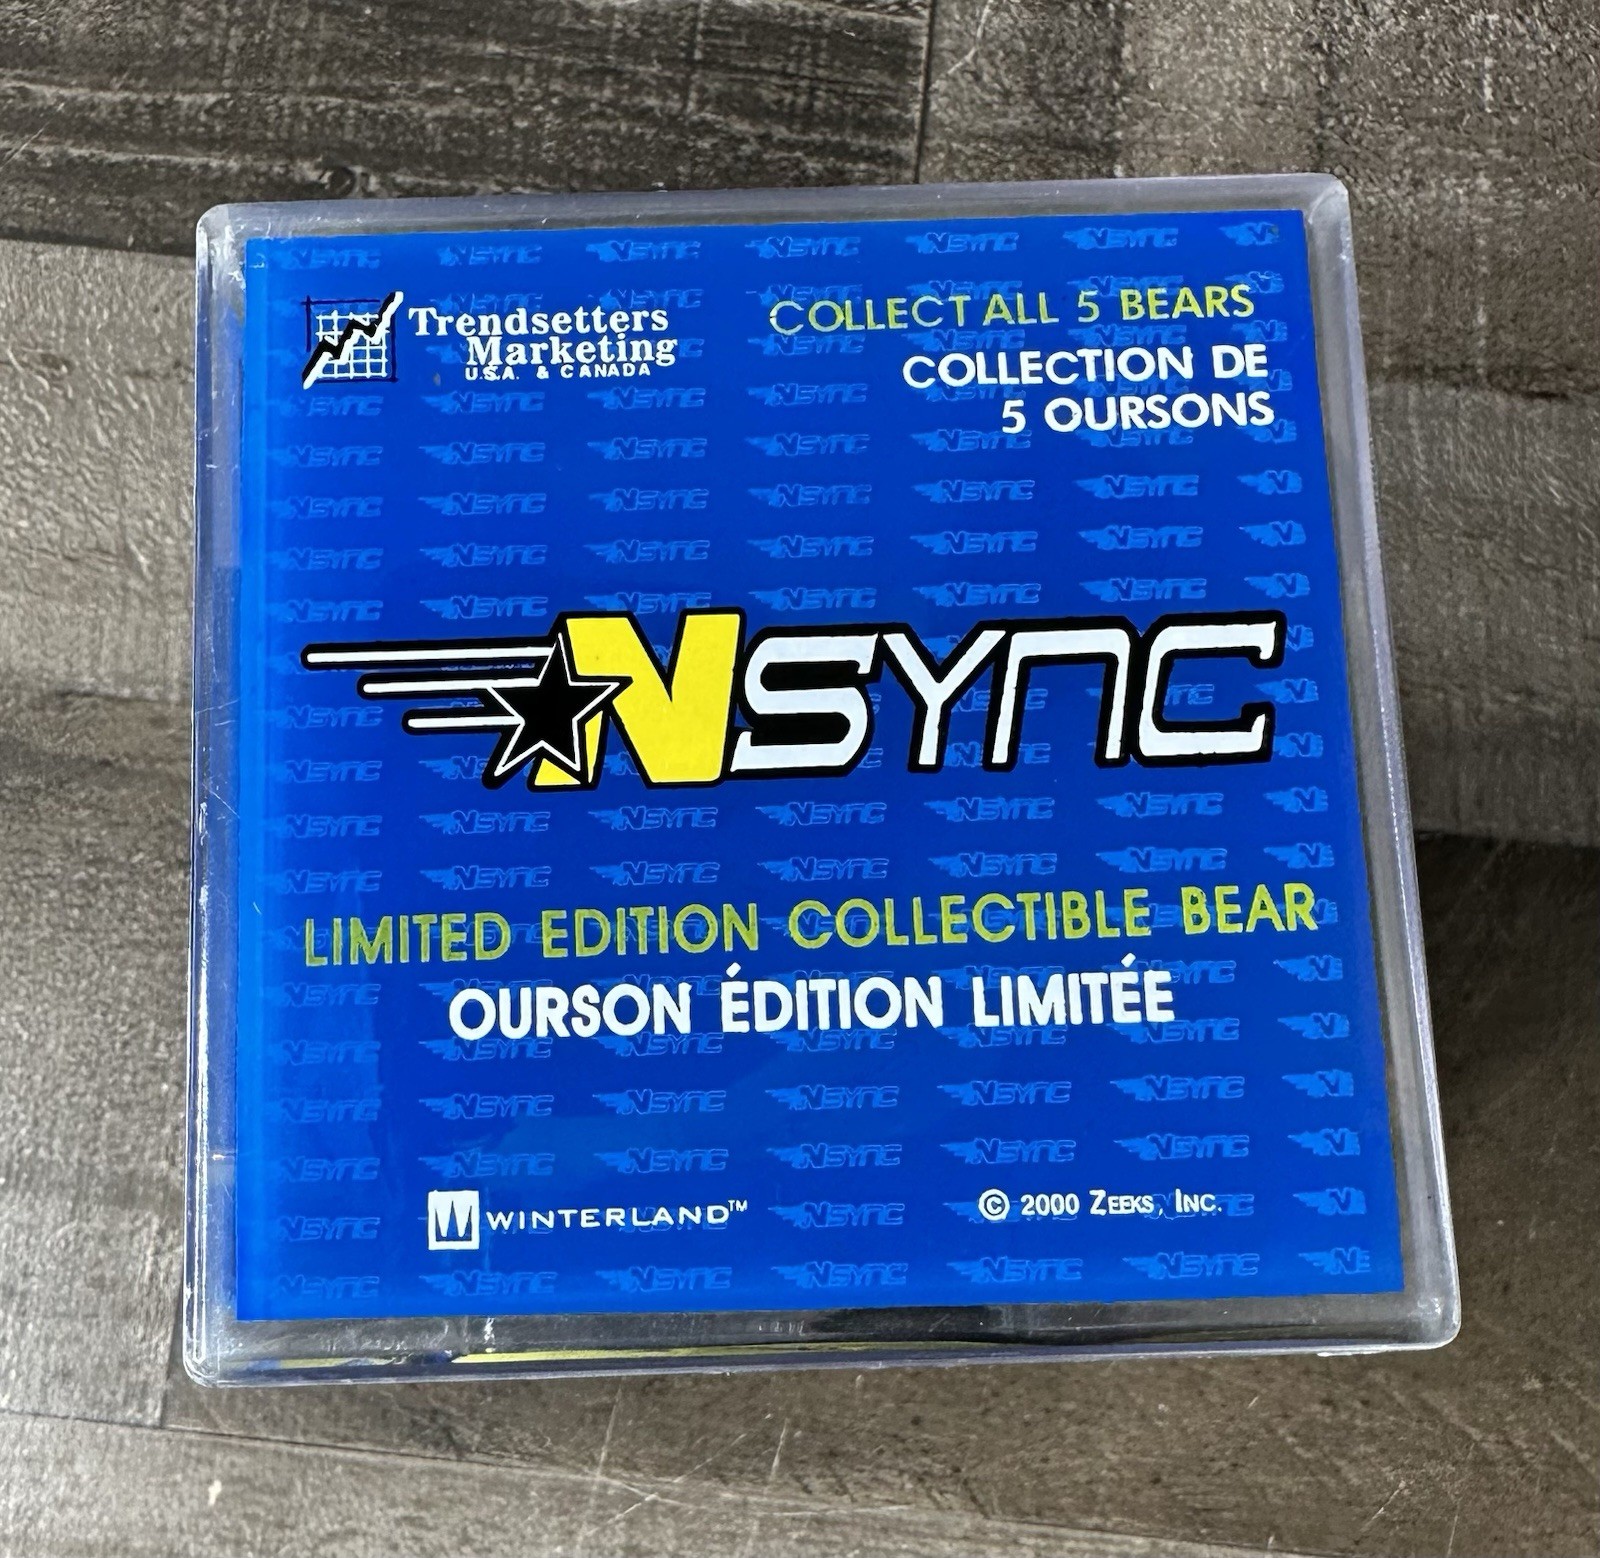 Trendsetters
Marketing
U.S.A. & CANADA
COLLECT ALL 5 BEARS
COLLECTION DE
5 OURSONS
NSYNC
LIMITED EDITION COLLECTIBLE BEAR
OURSON ÉDITION LIMITÉE
WINTERLAND™
© 2000 ZEEKS, INC.